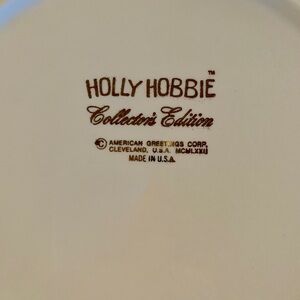 HOLLY HOBBIE™
Collector's Edition
© AMERICAN GREETINGS CORP.
CLEVELAND, U.S.A. MCMLXXII
MADE IN U.S.A.